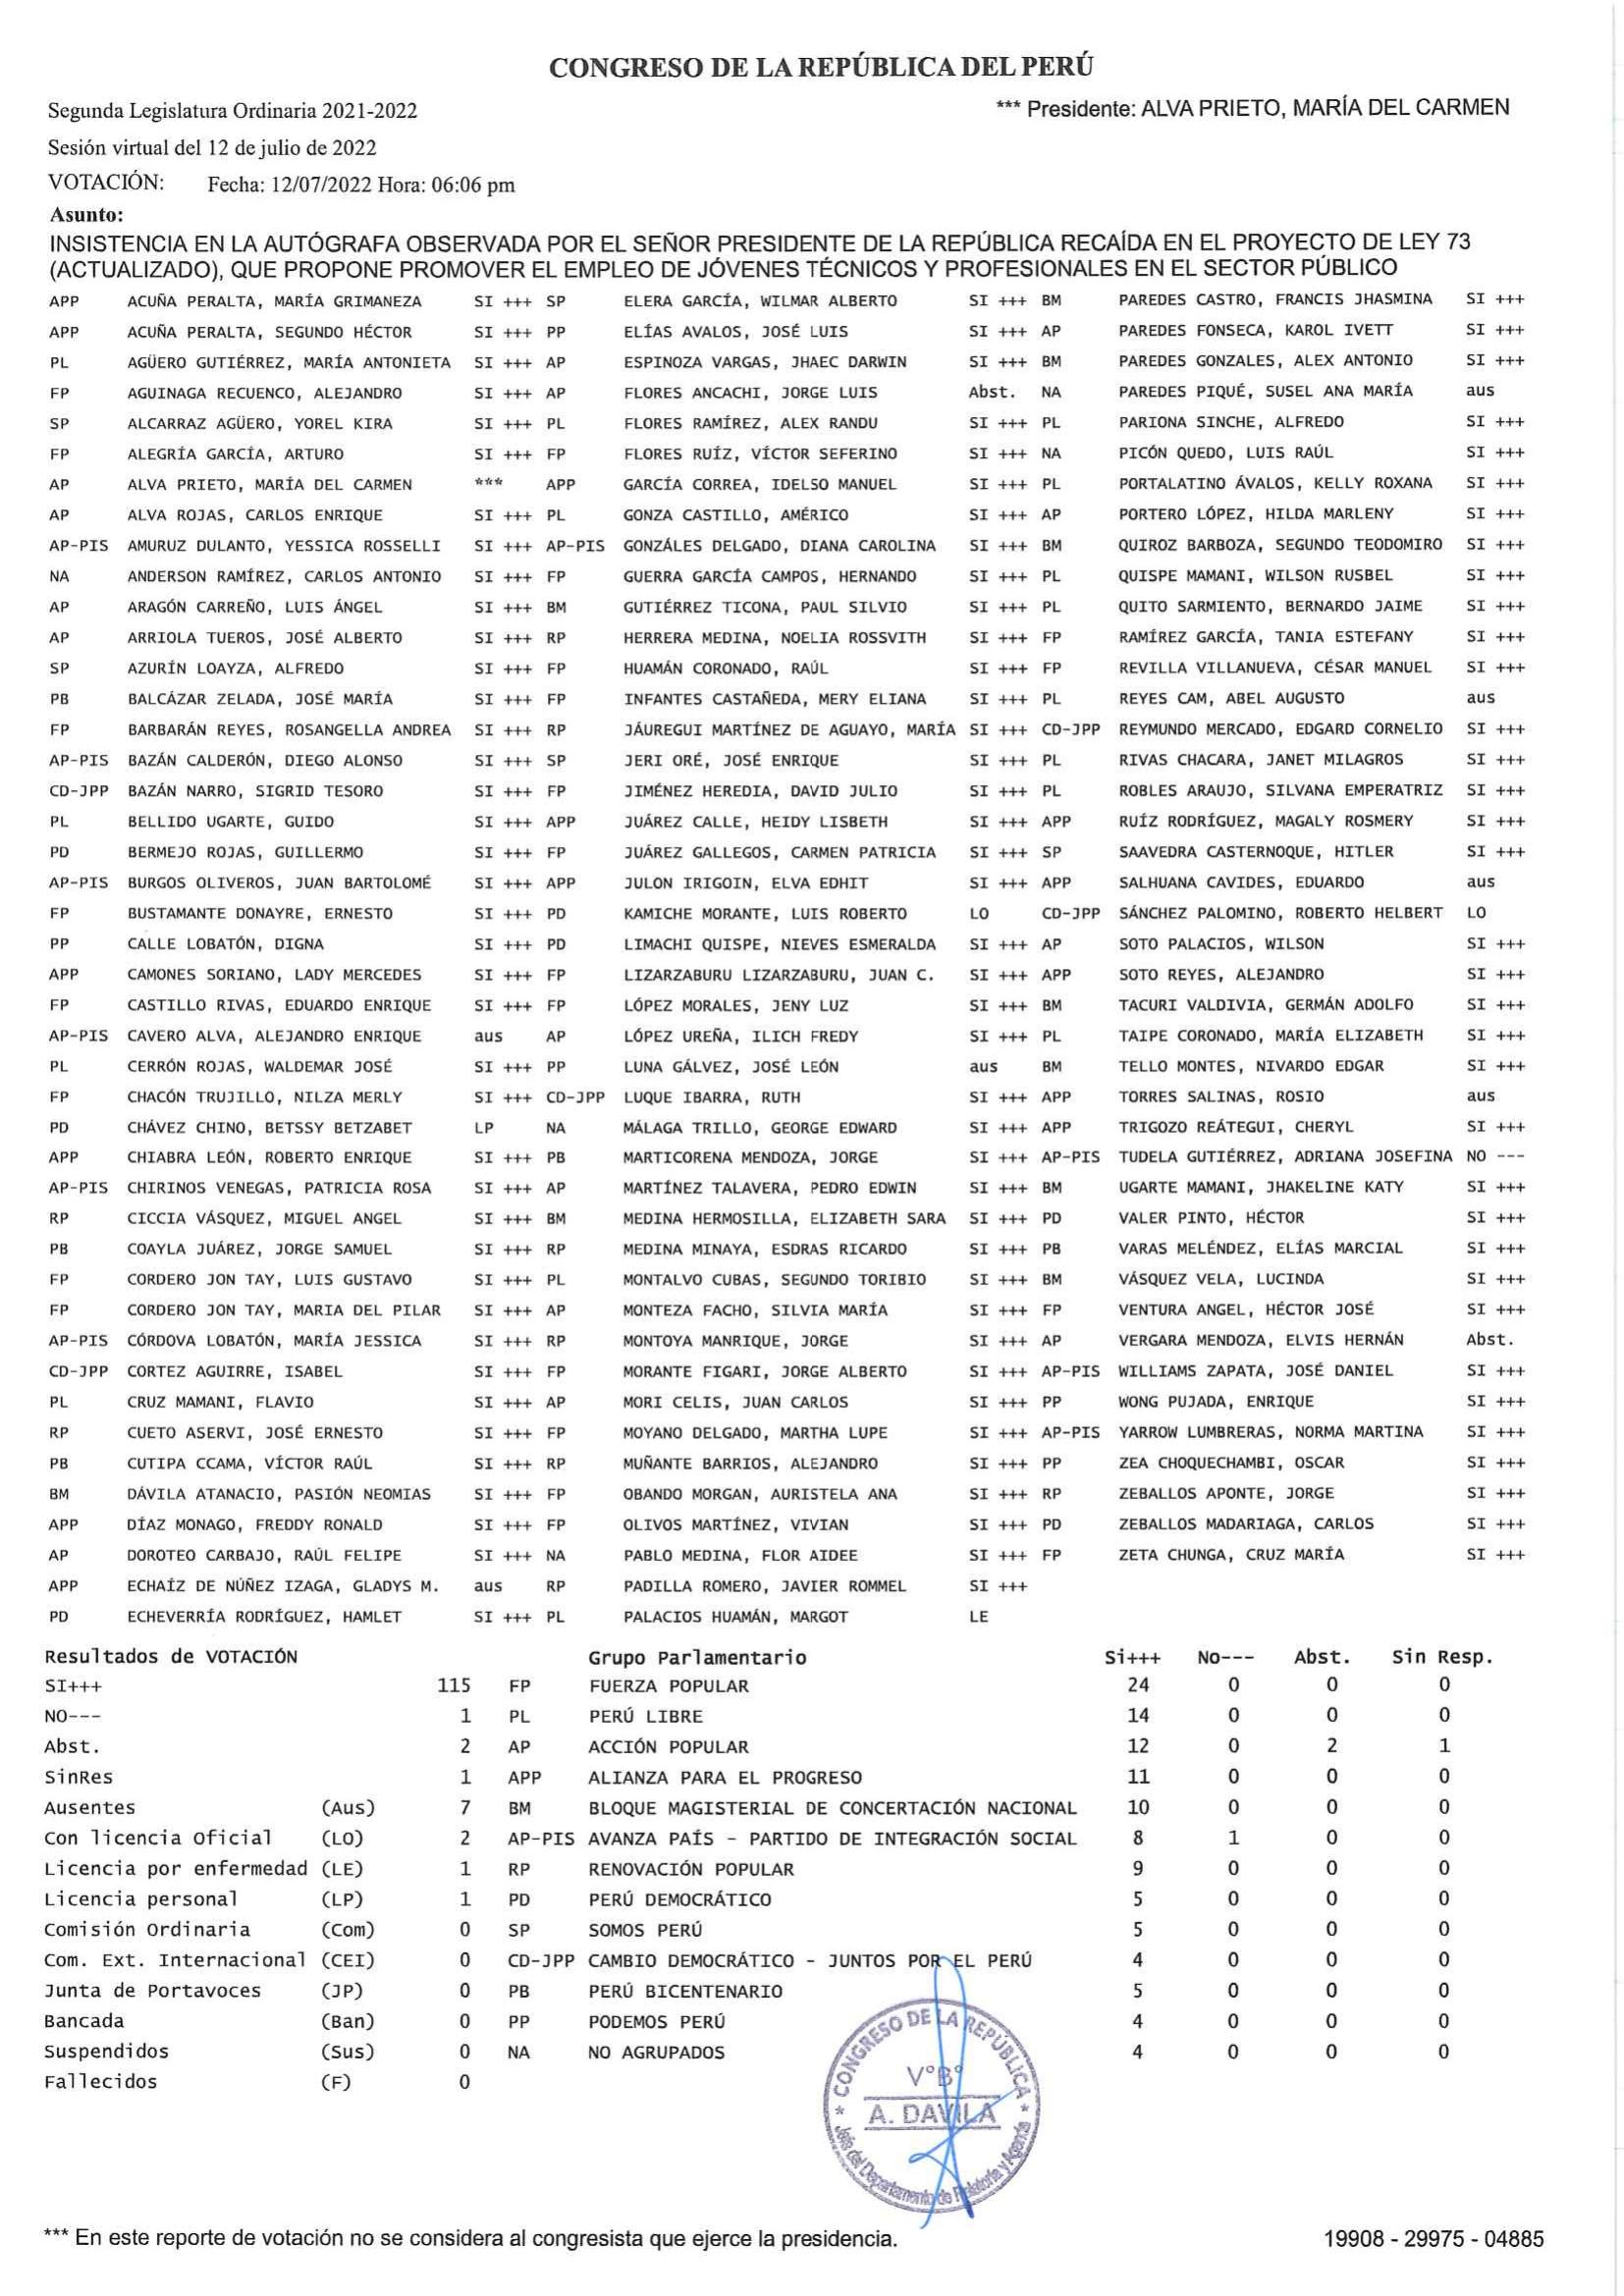 CONGRESO DE LA REPÚBLICA DEL PERÚ
Segunda Legislatura Ordinaria 2021-2022 *** Presidente: ALVA PRIETO, MARÍA DEL CARMEN
Sesión virtual del 12 de julio de 2022
VOTACIÓN: Fecha: 12/07/2022 Hora: 06:06 pm
Asunto:
INSISTENCIA EN LA AUTÓGRAFA OBSERVADA POR EL SEÑOR PRESIDENTE DE LA REPÚBLICA RECAÍDA EN EL PROYECTO DE LEY 73
(ACTUALIZADO), QUE PROPONE PROMOVER EL EMPLEO DE JÓVENES TÉCNICOS Y PROFESIONALES EN EL SECTOR PÚBLICO
APP ACUÑA PERALTA, MARÍA GRIMANEZA SI +++ SP ELERA GARCÍA, WILMAR ALBERTO SI +++ BM PAREDES CASTRO, FRANCIS JHASMINA SI +++
APP ACUÑA PERALTA, SEGUNDO HÉCTOR SI +++ PP ELÍAS AVALOS, JOSÉ LUIS SI +++ AP PAREDES FONSECA, KAROL IVETT SI +++
PL AGÜERO GUTIÉRREZ, MARÍA ANTONIETA SI +++ AP ESPINOZA VARGAS, JHAEC DARWIN SI +++ BM PAREDES GONZALES, ALEX ANTONIO SI +++
FP AGUINAGA RECUENCO, ALEJANDRO SI +++ AP FLORES ANCACHI, JORGE LUIS Abst. NA PAREDES PIQUÉ, SUSEL ANA MARÍA aus
SP ALCARRAZ AGÜERO, YOREL KIRA SI +++ PL FLORES RAMÍREZ, ALEX RANDU SI +++ PL PARIONA SINCHE, ALFREDO SI +++
FP ALEGRÍA GARCÍA, ARTURO SI +++ FP FLORES RUÍZ, VÍCTOR SEFERINO SI +++ NA PICÓN QUEDO, LUIS RAÚL SI +++
AP ALVA PRIETO, MARÍA DEL CARMEN *** APP GARCÍA CORREA, IDELSO MANUEL SI +++ PL PORTALATINO ÁVALOS, KELLY ROXANA SI +++
AP ALVA ROJAS, CARLOS ENRIQUE SI +++ PL GONZA CASTILLO, AMÉRICO SI +++ AP PORTERO LÓPEZ, HILDA MARLENY SI +++
AP-PIS AMURUZ DULANTO, YESSICA ROSSELLI SI +++ AP-PIS GONZÁLES DELGADO, DIANA CAROLINA SI +++ BM QUIROZ BARBOZA, SEGUNDO TEODOMIRO SI +++
NA ANDERSON RAMÍREZ, CARLOS ANTONIO SI +++ FP GUERRA GARCÍA CAMPOS, HERNANDO SI +++ PL QUISPE MAMANI, WILSON RUSBEL SI +++
AP ARAGÓN CARREÑO, LUIS ÁNGEL SI +++ BM GUTIÉRREZ TICONA, PAUL SILVIO SI +++ PL QUITO SARMIENTO, BERNARDO JAIME SI +++
AP ARRIOLA TUEROS, JOSÉ ALBERTO SI +++ RP HERRERA MEDINA, NOELIA ROSSVITH SI +++ FP RAMÍREZ GARCÍA, TANIA ESTEFANY SI +++
SP AZURÍN LOAYZA, ALFREDO SI +++ FP HUAMÁN CORONADO, RAÚL SI +++ FP REVILLA VILLANUEVA, CÉSAR MANUEL SI +++
PB BALCÁZAR ZELADA, JOSÉ MARÍA SI +++ FP INFANTES CASTAÑEDA, MERY ELIANA SI +++ PL REYES CAM, ABEL AUGUSTO aus
FP BARBARÁN REYES, ROSANGELLA ANDREA SI +++ RP JÁUREGUI MARTÍNEZ DE AGUAYO, MARÍA SI +++ CD-JPP REYMUNDO MERCADO, EDGARD CORNELIO SI +++
AP-PIS BAZÁN CALDERÓN, DIEGO ALONSO SI +++ SP JERI ORÉ, JOSÉ ENRIQUE SI +++ PL RIVAS CHACARA, JANET MILAGROS SI +++
CD-JPP BAZÁN NARRO, SIGRID TESORO SI +++ FP JIMÉNEZ HEREDIA, DAVID JULIO SI +++ PL ROBLES ARAUJO, SILVANA EMPERATRIZ SI +++
PL BELLIDO UGARTE, GUIDO SI +++ APP JUÁREZ CALLE, HEIDY LISBETH SI +++ APP RUÍZ RODRÍGUEZ, MAGALY ROSMERY SI +++
PD BERMEJO ROJAS, GUILLERMO SI +++ FP JUÁREZ GALLEGOS, CARMEN PATRICIA SI +++ SP SAAVEDRA CASTERNOQUE, HITLER SI +++
AP-PIS BURGOS OLIVEROS, JUAN BARTOLOMÉ SI +++ APP JULON IRIGOIN, ELVA EDHIT SI +++ APP SALHUANA CAVIDES, EDUARDO aus
FP BUSTAMANTE DONAYRE, ERNESTO SI +++ PD KAMICHE MORANTE, LUIS ROBERTO LO CD-JPP SÁNCHEZ PALOMINO, ROBERTO HELBERT LO
PP CALLE LOBATÓN, DIGNA SI +++ PD LIMACHI QUISPE, NIEVES ESMERALDA SI +++ AP SOTO PALACIOS, WILSON SI +++
APP CAMONES SORIANO, LADY MERCEDES SI +++ FP LIZARZABURU LIZARZABURU, JUAN C. SI +++ APP SOTO REYES, ALEJANDRO SI +++
FP CASTILLO RIVAS, EDUARDO ENRIQUE SI +++ FP LÓPEZ MORALES, JENY LUZ SI +++ BM TACURI VALDIVIA, GERMÁN ADOLFO SI +++
AP-PIS CAVERO ALVA, ALEJANDRO ENRIQUE aus AP LÓPEZ UREÑA, ILICH FREDY SI +++ PL TAIPE CORONADO, MARÍA ELIZABETH SI +++
PL CERRÓN ROJAS, WALDEMAR JOSÉ SI +++ PP LUNA GÁLVEZ, JOSÉ LEÓN aus BM TELLO MONTES, NIVARDO EDGAR SI +++
FP CHACÓN TRUJILLO, NILZA MERLY SI +++ CD-JPP LUQUE IBARRA, RUTH SI +++ APP TORRES SALINAS, ROSIO aus
PD CHÁVEZ CHINO, BETSSY BETZABET LP NA MÁLAGA TRILLO, GEORGE EDWARD SI +++ APP TRIGOZO REÁTEGUI, CHERYL SI +++
APP CHIABRA LEÓN, ROBERTO ENRIQUE SI +++ PB MARTICORENA MENDOZA, JORGE SI +++ AP-PIS TUDELA GUTIÉRREZ, ADRIANA JOSEFINA NO ---
AP-PIS CHIRINOS VENEGAS, PATRICIA ROSA SI +++ AP MARTÍNEZ TALAVERA, PEDRO EDWIN SI +++ BM UGARTE MAMANI, JHAKELINE KATY SI +++
RP CICCIA VÁSQUEZ, MIGUEL ANGEL SI +++ BM MEDINA HERMOSILLA, ELIZABETH SARA SI +++ PD VALER PINTO, HÉCTOR SI +++
PB COAYLA JUÁREZ, JORGE SAMUEL SI +++ RP MEDINA MINAYA, ESDRAS RICARDO SI +++ PB VARAS MELÉNDEZ, ELÍAS MARCIAL SI +++
FP CORDERO JON TAY, LUIS GUSTAVO SI +++ PL MONTALVO CUBAS, SEGUNDO TORIBIO SI +++ BM VÁSQUEZ VELA, LUCINDA SI +++
FP CORDERO JON TAY, MARIA DEL PILAR SI +++ AP MONTEZA FACHO, SILVIA MARÍA SI +++ FP VENTURA ANGEL, HÉCTOR JOSÉ SI +++
AP-PIS CÓRDOVA LOBATÓN, MARÍA JESSICA SI +++ RP MONTOYA MANRIQUE, JORGE SI +++ AP VERGARA MENDOZA, ELVIS HERNÁN Abst.
CD-JPP CORTEZ AGUIRRE, ISABEL SI +++ FP MORANTE FIGARI, JORGE ALBERTO SI +++ AP-PIS WILLIAMS ZAPATA, JOSÉ DANIEL SI +++
PL CRUZ MAMANI, FLAVIO SI +++ AP MORI CELIS, JUAN CARLOS SI +++ PP WONG PUJADA, ENRIQUE SI +++
RP CUETO ASERVI, JOSÉ ERNESTO SI +++ FP MOYANO DELGADO, MARTHA LUPE SI +++ AP-PIS YARROW LUMBRERAS, NORMA MARTINA SI +++
PB CUTIPA CCAMA, VÍCTOR RAÚL SI +++ RP MUÑANTE BARRIOS, ALEJANDRO SI +++ PP ZEA CHOQUECHAMBI, OSCAR SI +++
BM DÁVILA ATANACIO, PASIÓN NEOMIAS SI +++ FP OBANDO MORGAN, AURISTELA ANA SI +++ RP ZEBALLOS APONTE, JORGE SI +++
APP DÍAZ MONAGO, FREDDY RONALD SI +++ FP OLIVOS MARTÍNEZ, VIVIAN SI +++ PD ZEBALLOS MADARIAGA, CARLOS SI +++
AP DOROTEO CARBAJO, RAÚL FELIPE SI +++ NA PABLO MEDINA, FLOR AIDEE SI +++ FP ZETA CHUNGA, CRUZ MARÍA SI +++
APP ECHAÍZ DE NÚÑEZ IZAGA, GLADYS M. aus RP PADILLA ROMERO, JAVIER ROMMEL SI +++
PD ECHEVERRÍA RODRÍGUEZ, HAMLET SI +++ PL PALACIOS HUAMÁN, MARGOT LE
Resultados de VOTACIÓN Grupo Parlamentario Si+++ No--- Abst. Sin Resp.
SI+++ 115 FP FUERZA POPULAR 24 0 0 0
NO--- 1 PL PERÚ LIBRE 14 0 0 0
Abst. 2 AP ACCIÓN POPULAR 12 0 2 1
SinRes 1 APP ALIANZA PARA EL PROGRESO 11 0 0 0
Ausentes (Aus) 7 BM BLOQUE MAGISTERIAL DE CONCERTACIÓN NACIONAL 10 0 0 0
Con licencia Oficial (LO) 2 AP-PIS AVANZA PAÍS - PARTIDO DE INTEGRACIÓN SOCIAL 8 1 0 0
Licencia por enfermedad (LE) 1 RP RENOVACIÓN POPULAR 9 0 0 0
Licencia personal (LP) 1 PD PERÚ DEMOCRÁTICO 5 0 0 0
Comisión Ordinaria (Com) 0 SP SOMOS PERÚ 5 0 0 0
Com. Ext. Internacional (CEI) 0 CD-JPP CAMBIO DEMOCRÁTICO - JUNTOS POR EL PERÚ 4 0 0 0
Junta de Portavoces (JP) 0 PB PERÚ BICENTENARIO 5 0 0 0
Bancada (Ban) 0 PP PODEMOS PERÚ 4 0 0 0
Suspendidos (Sus) 0 NA NO AGRUPADOS 4 0 0 0
Fallecidos (F) 0
* CONGRESO DE LA REPÚBLICA *
V°B°
A. DAVILA
Jefe del Departamento de Relatoría y Agenda
*** En este reporte de votación no se considera al congresista que ejerce la presidencia. 19908 - 29975 - 04885